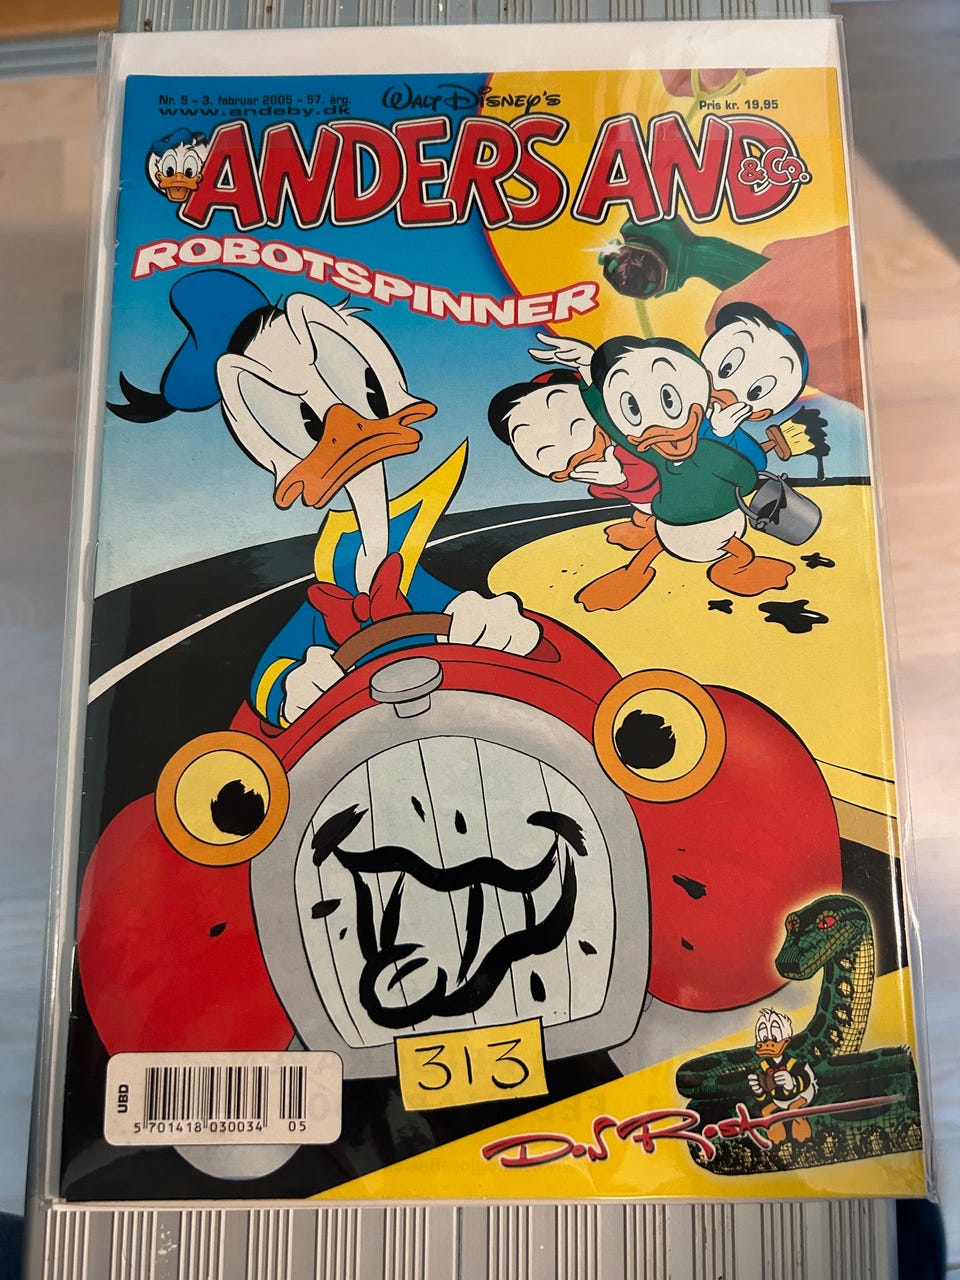 Nr. 5 - 3. februar 2005 - 57. årg.
www.andeby.dk
WALT DISNEY'S
Pris kr. 19,95
ANDERS AND
& Co.
ROBOTSPINNER
313
UBD
5 701418 030034 05
Don Rosa